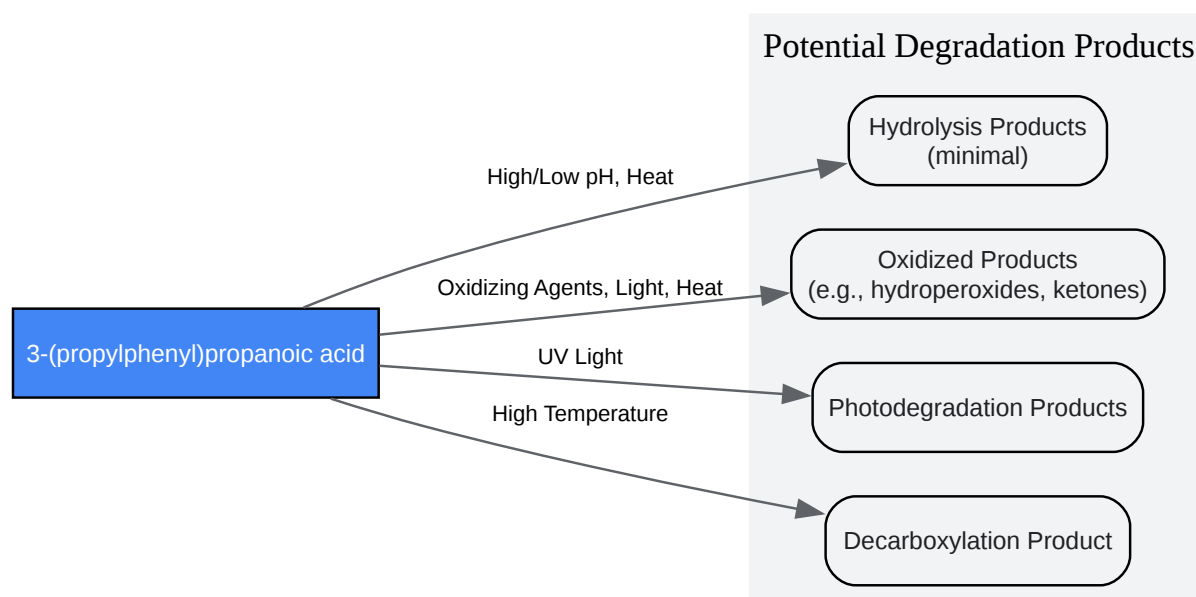 Potential Degradation Products
Hydrolysis Products
(minimal)
High/Low pH, Heat
Oxidized Products
(e.g., hydroperoxides, ketones)
Oxidizing Agents, Light, Heat
3-(propylphenyl)propanoic acid
UV Light
Photodegradation Products
High Temperature
Decarboxylation Product